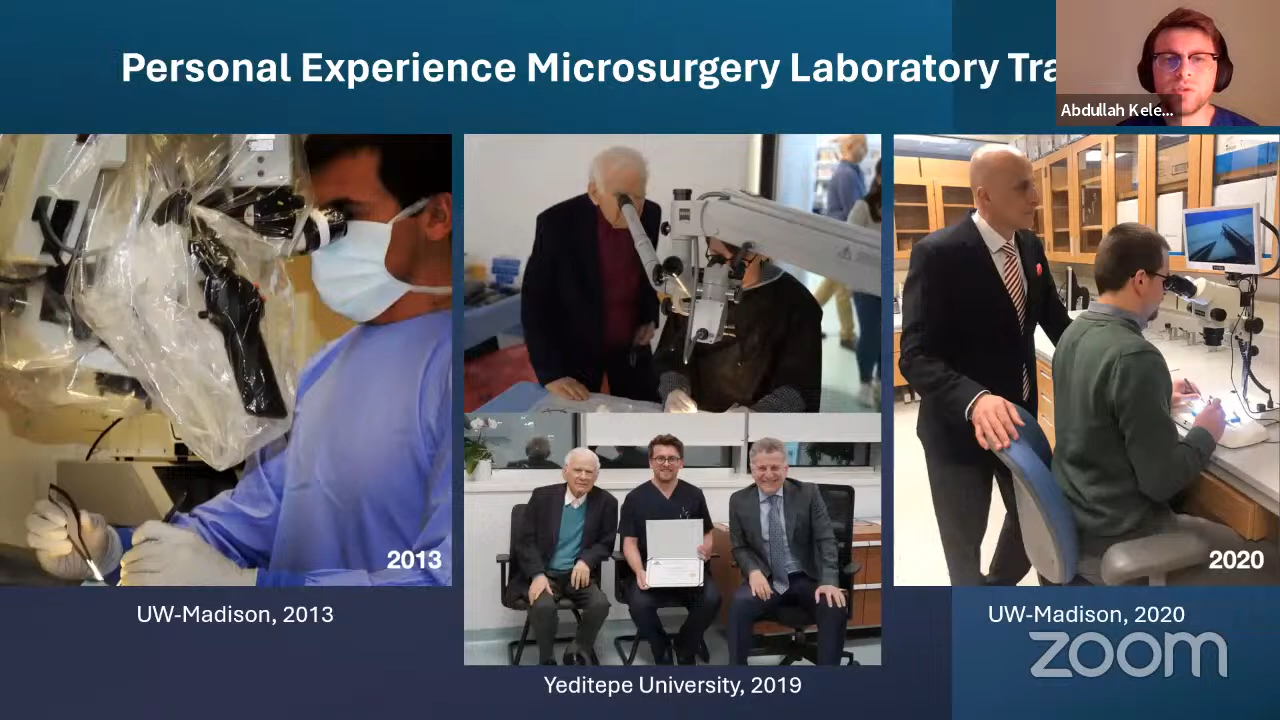 Personal Experience Microsurgery Laboratory Tra
Abdullah Kele...
2013
2020
UW-Madison, 2013
UW-Madison, 2020
zoom
Yeditepe University, 2019